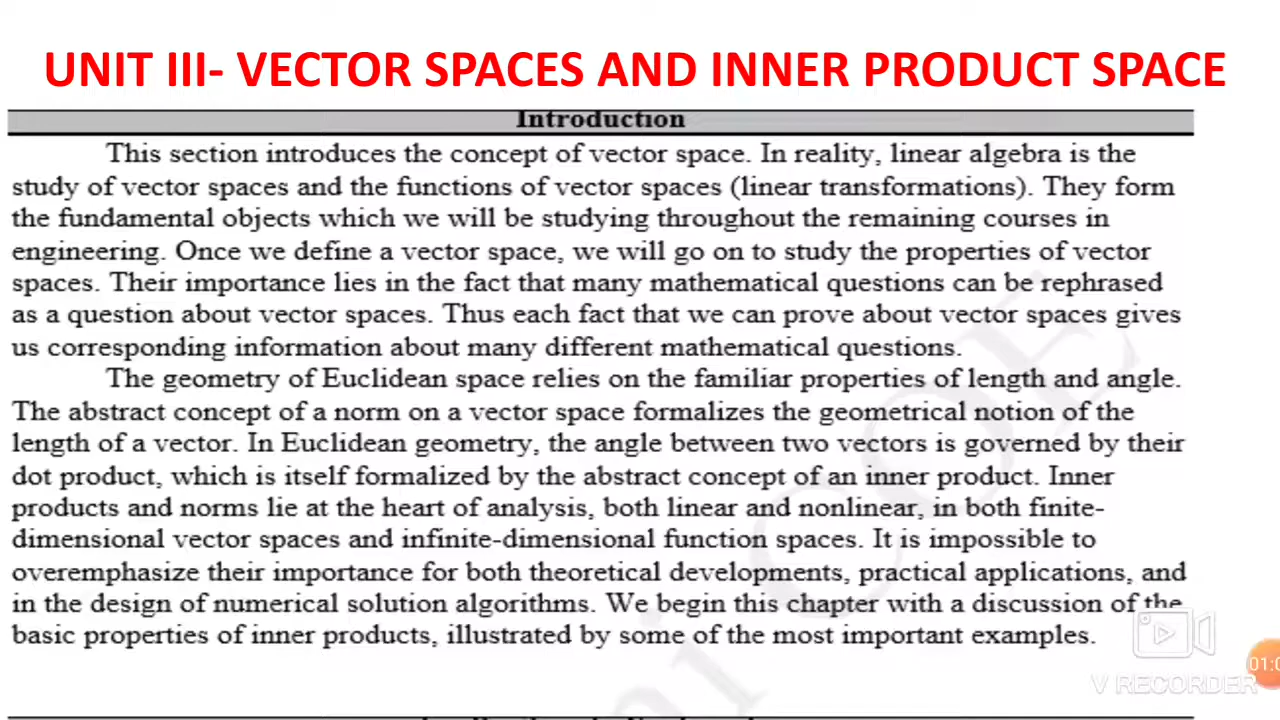 UNIT III- VECTOR SPACES AND INNER PRODUCT SPACE
Introduction
This section introduces the concept of vector space. In reality, linear algebra is the
study of vector spaces and the functions of vector spaces (linear transformations). They form
the fundamental objects which we will be studying throughout the remaining courses in
engineering. Once we define a vector space, we will go on to study the properties of vector
spaces. Their importance lies in the fact that many mathematical questions can be rephrased
as a question about vector spaces. Thus each fact that we can prove about vector spaces gives
us corresponding information about many different mathematical questions.
The geometry of Euclidean space relies on the familiar properties of length and angle.
The abstract concept of a norm on a vector space formalizes the geometrical notion of the
length of a vector. In Euclidean geometry, the angle between two vectors is governed by their
dot product, which is itself formalized by the abstract concept of an inner product. Inner
products and norms lie at the heart of analysis, both linear and nonlinear, in both finite-
dimensional vector spaces and infinite-dimensional function spaces. It is impossible to
overemphasize their importance for both theoretical developments, practical applications, and
in the design of numerical solution algorithms. We begin this chapter with a discussion of the
basic properties of inner products, illustrated by some of the most important examples.
COE
V RECORDER